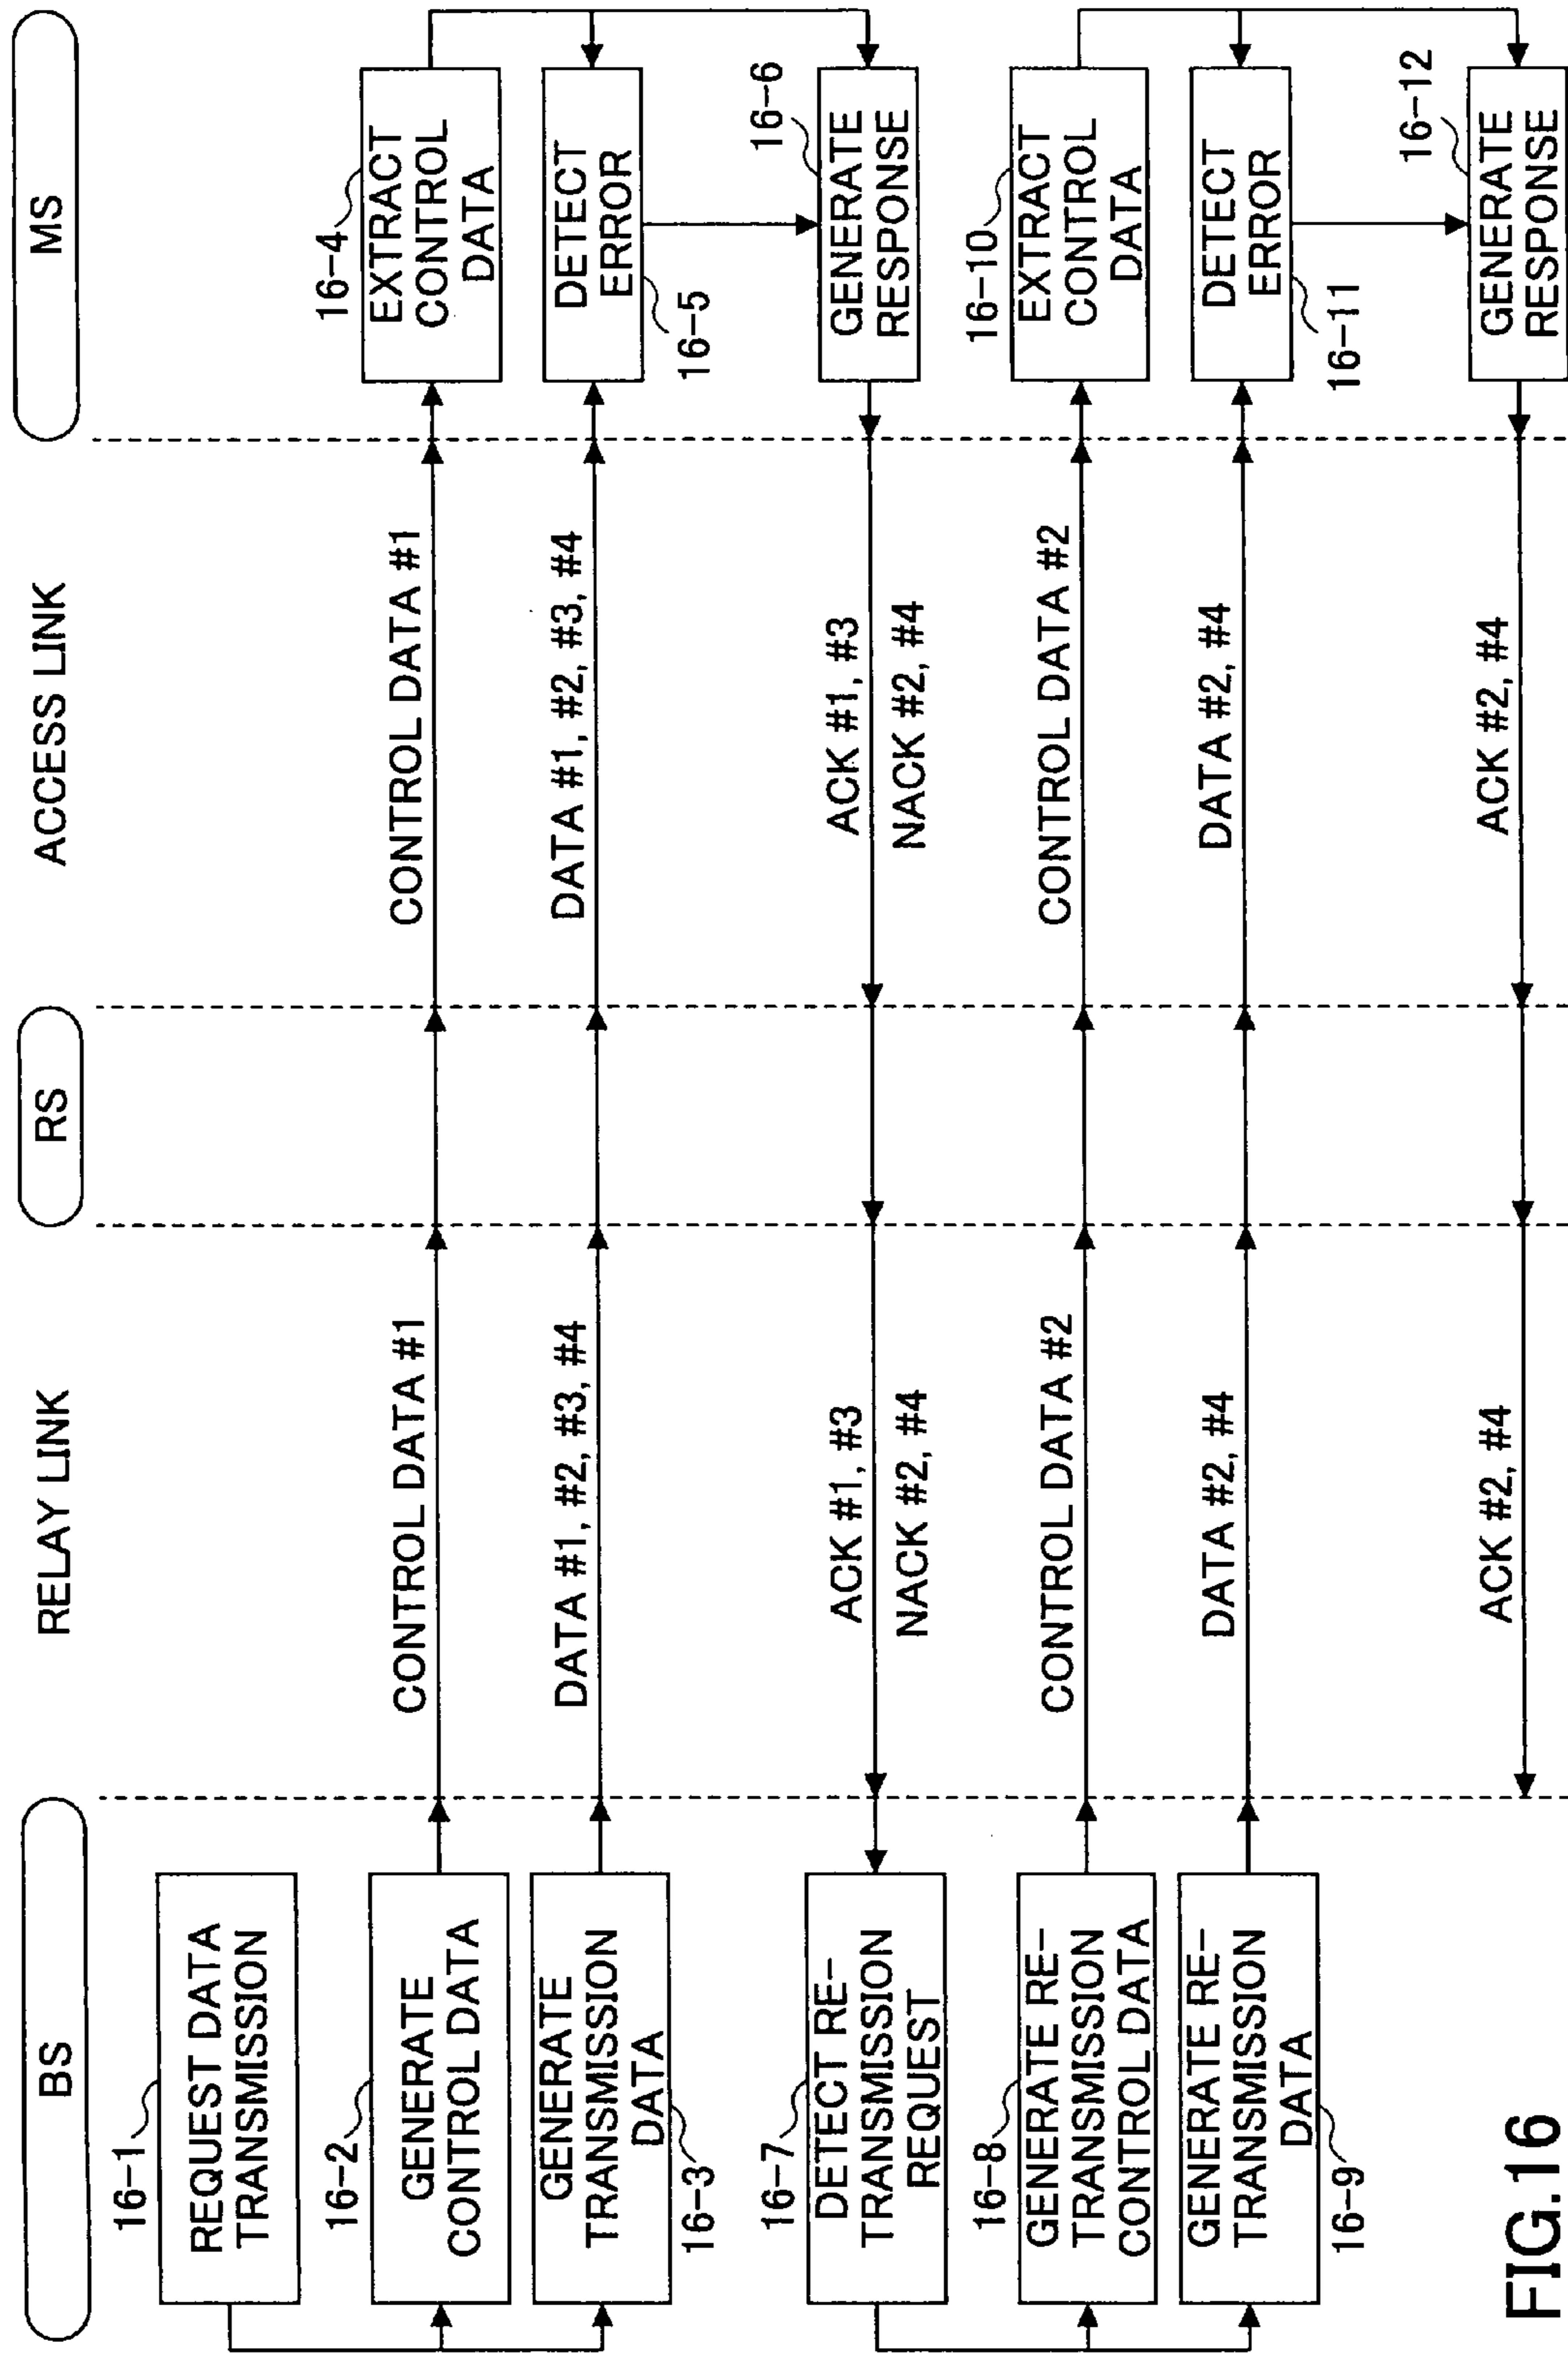 BS
RELAY LINK
RS
ACCESS LINK
MS
16-1
REQUEST DATA
TRANSMISSION
16-2
GENERATE
CONTROL DATA
CONTROL DATA #1
CONTROL DATA #1
16-4
EXTRACT
CONTROL
DATA
GENERATE
TRANSMISSION
DATA
16-3
DATA #1, #2, #3, #4
DATA #1, #2, #3, #4
DETECT
ERROR
16-5
16-7
DETECT RE-
TRANSMISSION
REQUEST
ACK #1, #3
NACK #2, #4
ACK #1, #3
NACK #2, #4
16-6
GENERATE
RESPONSE
16-8
GENERATE RE-
TRANSMISSION
CONTROL DATA
CONTROL DATA #2
CONTROL DATA #2
16-10
EXTRACT
CONTROL
DATA
GENERATE RE-
TRANSMISSION
DATA
16-9
DATA #2, #4
DATA #2, #4
DETECT
ERROR
16-11
ACK #2, #4
ACK #2, #4
16-12
GENERATE
RESPONSE
FIG.16